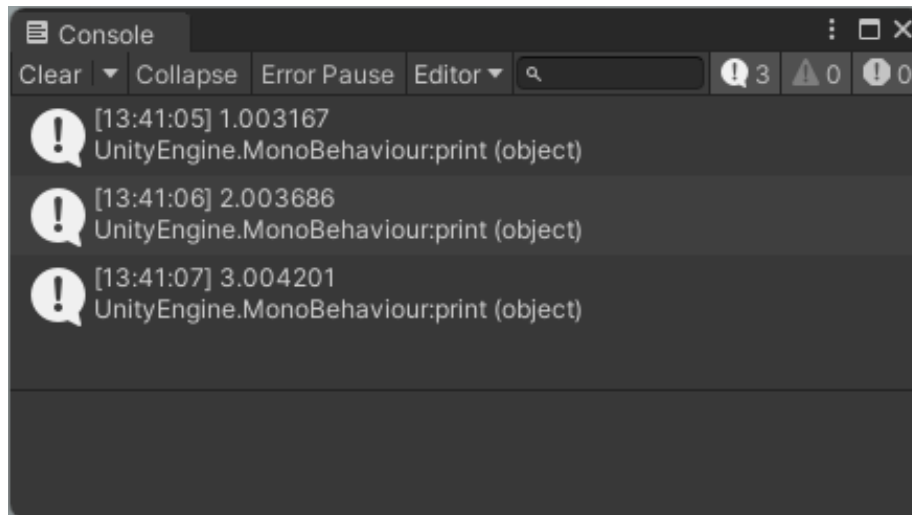 Console
Clear Collapse Error Pause Editor 3 0 0
[13:41:05] 1.003167
UnityEngine.MonoBehaviour:print (object)
[13:41:06] 2.003686
UnityEngine.MonoBehaviour:print (object)
[13:41:07] 3.004201
UnityEngine.MonoBehaviour:print (object)